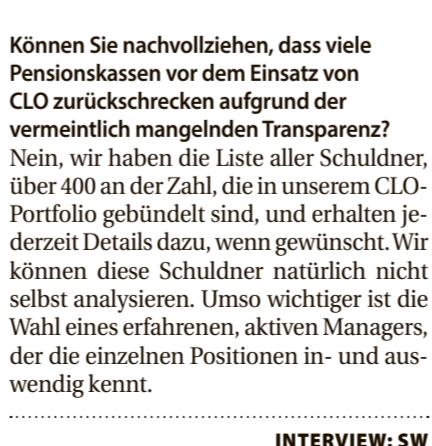 Können Sie nachvollziehen, dass viele
Pensionskassen vor dem Einsatz von
CLO zurückschrecken aufgrund der
vermeintlich mangelnden Transparenz?
Nein, wir haben die Liste aller Schuldner,
über 400 an der Zahl, die in unserem CLO-
Portfolio gebündelt sind, und erhalten je-
derzeit Details dazu, wenn gewünscht. Wir
können diese Schuldner natürlich nicht
selbst analysieren. Umso wichtiger ist die
Wahl eines erfahrenen, aktiven Managers,
der die einzelnen Positionen in- und aus-
wendig kennt.
INTERVIEW: SW